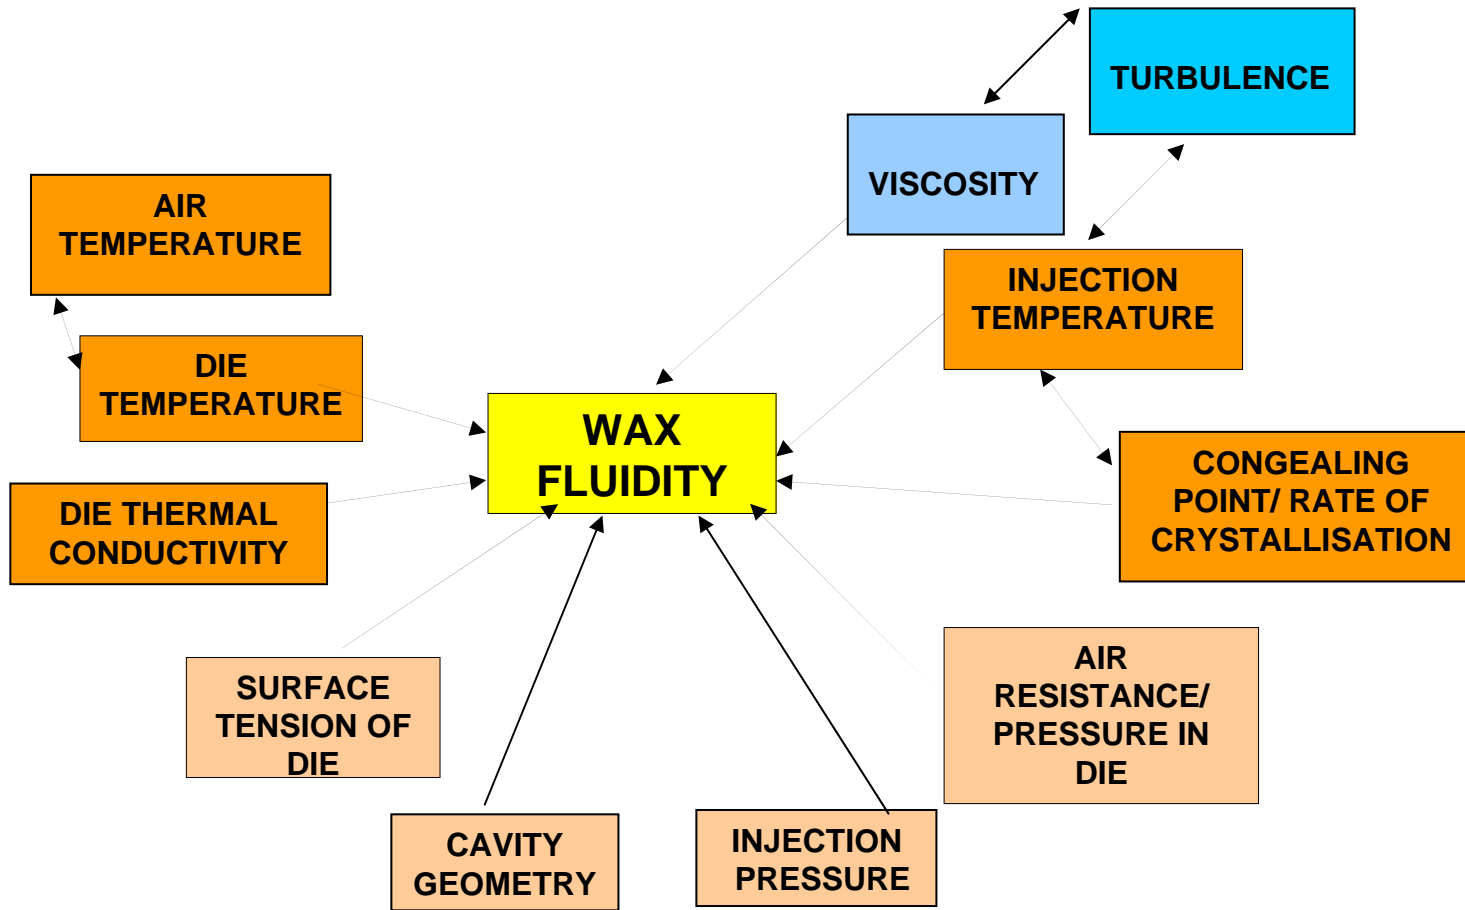 TURBULENCE
VISCOSITY
AIR
TEMPERATURE
INJECTION
TEMPERATURE
DIE
TEMPERATURE
WAX
FLUIDITY
CONGEALING
POINT/ RATE OF
CRYSTALLISATION
DIE THERMAL
CONDUCTIVITY
SURFACE
TENSION OF
DIE
AIR
RESISTANCE/
PRESSURE IN
DIE
CAVITY
GEOMETRY
INJECTION
PRESSURE